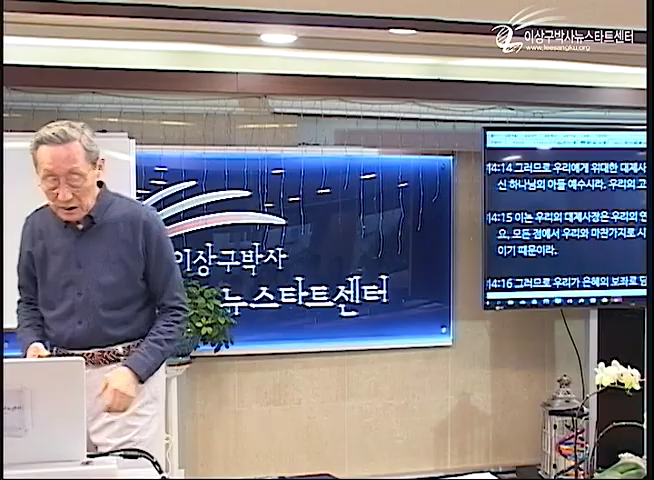 이상구박사뉴스타트센터
www.leesangku.org
14:14 그러므로 우리에게 위대한 대제사
신 하나님의 아들 예수시라. 우리의 고
14:15 이는 우리의 대제사장은 우리의 연
요, 모든 점에서 우리와 마찬가지로 시
이기 때문이라.
14:16 그러므로 우리가 은혜의 보좌로 담
이상구박사
뉴스타트센터